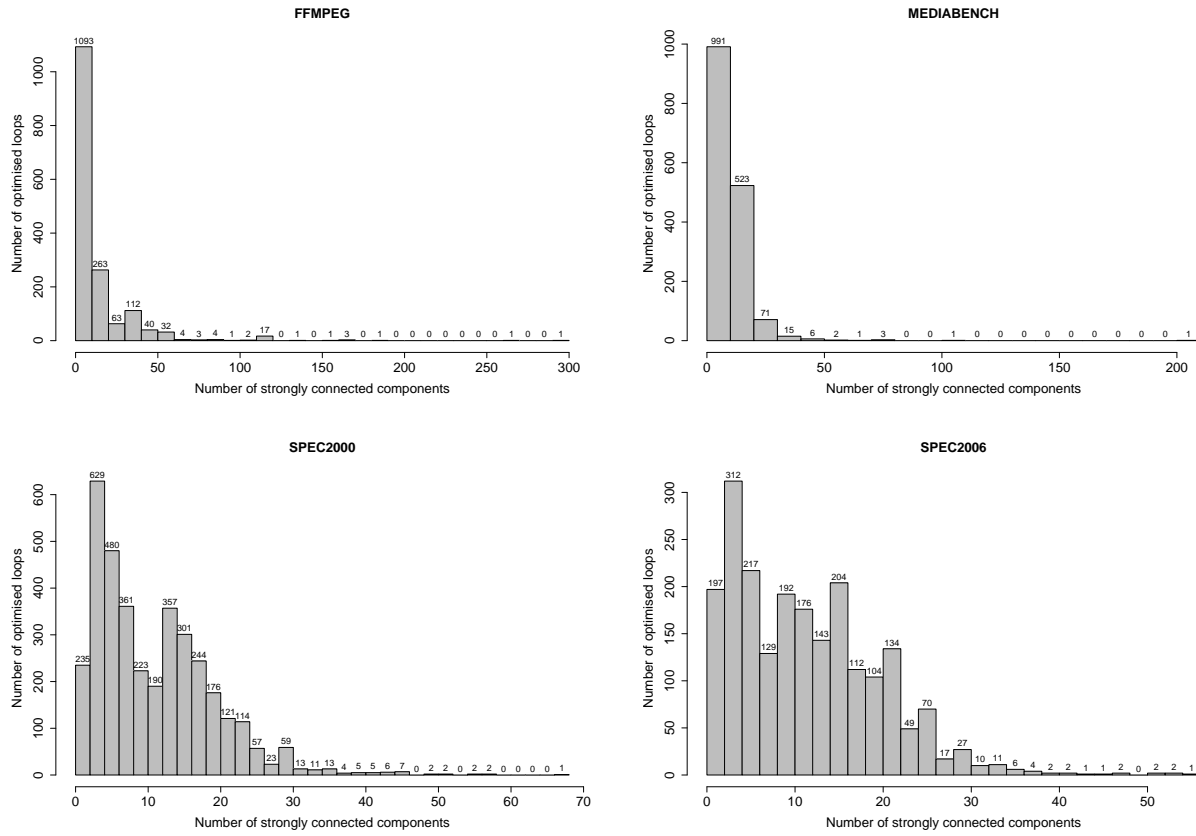 FFMPEG
Number of optimised loops
0 200 400 600 800 1000
1093 263 63 112 40 32 4 3 4 1 2 17 0 1 0 1 3 0 1 0 0 0 0 0 0 0 1 0 0 1
0 50 100 150 200 250 300
Number of strongly connected components
MEDIABENCH
Number of optimised loops
0 200 400 600 800 1000
991 523 71 15 6 2 1 3 0 0 1 0 0 0 0 0 0 0 0 0 1
0 50 100 150 200
Number of strongly connected components
SPEC2000
Number of optimised loops
0 100 200 300 400 500 600
235 629 480 361 223 190 357 301 244 176 121 114 57 23 59 13 11 13 4 5 5 6 7 0 2 2 0 2 2 0 0 0 0 1
0 10 20 30 40 50 60 70
Number of strongly connected components
SPEC2006
Number of optimised loops
0 50 100 150 200 250 300
197 312 217 129 192 176 143 204 112 104 134 49 70 17 27 10 11 6 4 2 2 1 1 2 0 2 2 1
0 10 20 30 40 50
Number of strongly connected components